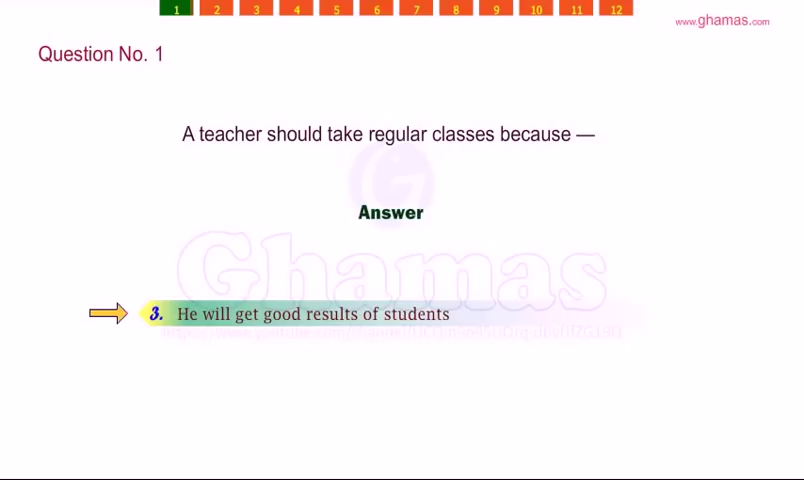 1 2 3 4 5 6 7 8 9 10 11 12
www.ghamas.com
Question No. 1
A teacher should take regular classes because —
Answer
Ghamas
3. He will get good results of students